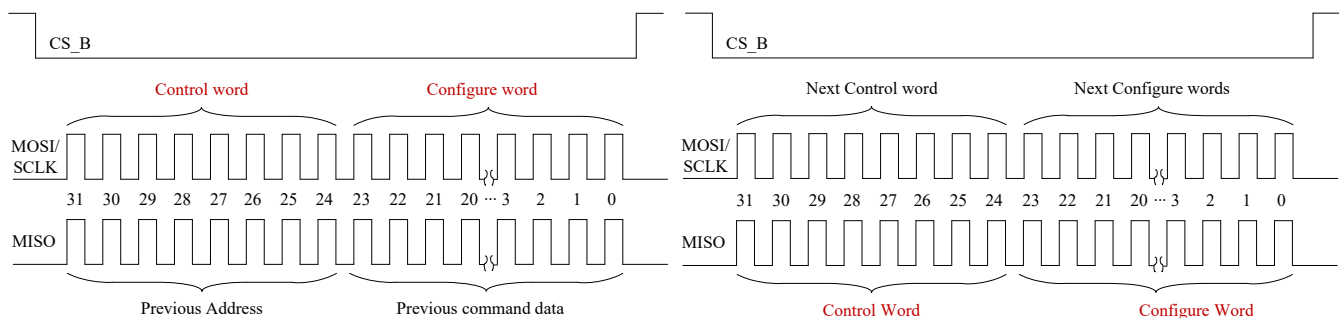 CS_B
Control word Configure word
MOSI/
SCLK
31 30 29 28 27 26 25 24 23 22 21 20 ··· 3 2 1 0
MISO
Previous Address Previous command data
CS_B
Next Control word Next Configure words
MOSI/
SCLK
31 30 29 28 27 26 25 24 23 22 21 20 ··· 3 2 1 0
MISO
Control Word Configure Word